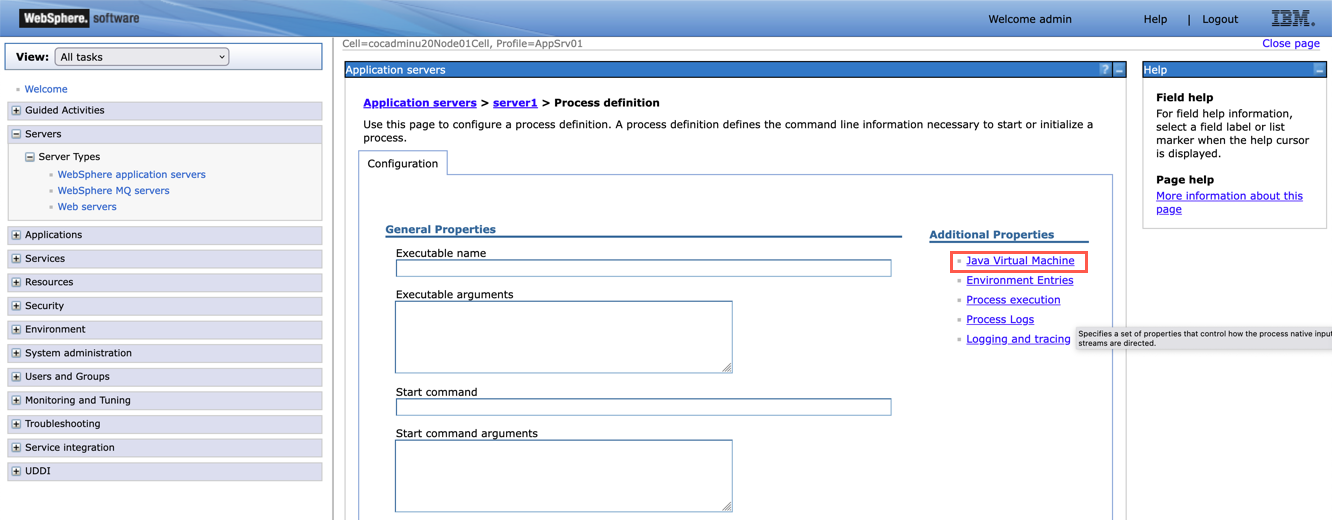 WebSphere. software
Welcome admin
Help | Logout
IBM.
View: All tasks
Welcome
Guided Activities
Servers
Server Types
WebSphere application servers
WebSphere MQ servers
Web servers
Applications
Services
Resources
Security
Environment
System administration
Users and Groups
Monitoring and Tuning
Troubleshooting
Service integration
UDDI
Cell=cocadminu20Node01Cell, Profile=AppSrv01
Close page
Application servers
?
Application servers > server1 > Process definition
Use this page to configure a process definition. A process definition defines the command line information necessary to start or initialize a
process.
Configuration
General Properties
Executable name
Executable arguments
Start command
Start command arguments
Additional Properties
Java Virtual Machine
Environment Entries
Process execution
Process Logs
Logging and tracing
Specifies a set of properties that control how the process native input
streams are directed.
Help
Field help
For field help information,
select a field label or list
marker when the help cursor
is displayed.
Page help
More information about this
page